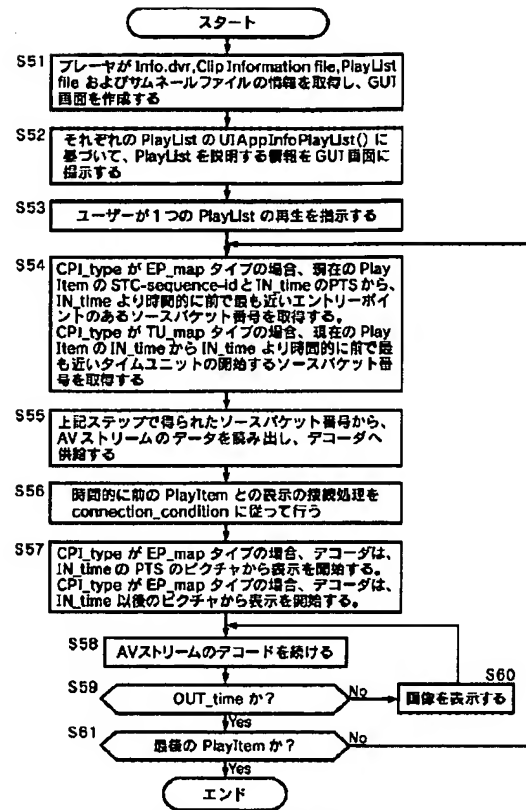 スタート
S51
プレーヤが Info.dvr,Clip Information file,PlayList
file およびサムネールファイルの情報を取得し、GUI
画面を作成する
S52
それぞれの PlayList の UIAppInfoPlayList() に
基づいて、PlayList を説明する情報を GUI 画面に
提示する
S53
ユーザーが1つの PlayList の再生を指示する
S54
CPI_type が EP_map タイプの場合、現在の Play
Item の STC-sequence-id と IN_time のPTS から、
IN_time より時間的に前で最も近いエントリーポイ
ントのあるソースパケット番号を取得する。
CPI_type が TU_map タイプの場合、現在の Play
Item の IN_time から IN_time より時間的に前で最
も近いタイムユニットの開始するソースパケット番
号を取得する
S55
上記ステップで得られたソースパケット番号から、
AVストリームのデータを読み出し、デコーダへ
供給する
S56
時間的に前の PlayItem との表示の接続処理を
connection_condition に従って行う
S57
CPI_type が EP_map タイプの場合、デコーダは、
IN_time の PTS のピクチャから表示を開始する。
CPI_type が EP_map タイプの場合、デコーダは、
IN_time 以後のピクチャから表示を開始する。
S58
AVストリームのデコードを続ける
S59
OUT_time か?
No
S60
画像を表示する
Yes
S61
最後の PlayItem か?
No
Yes
エンド